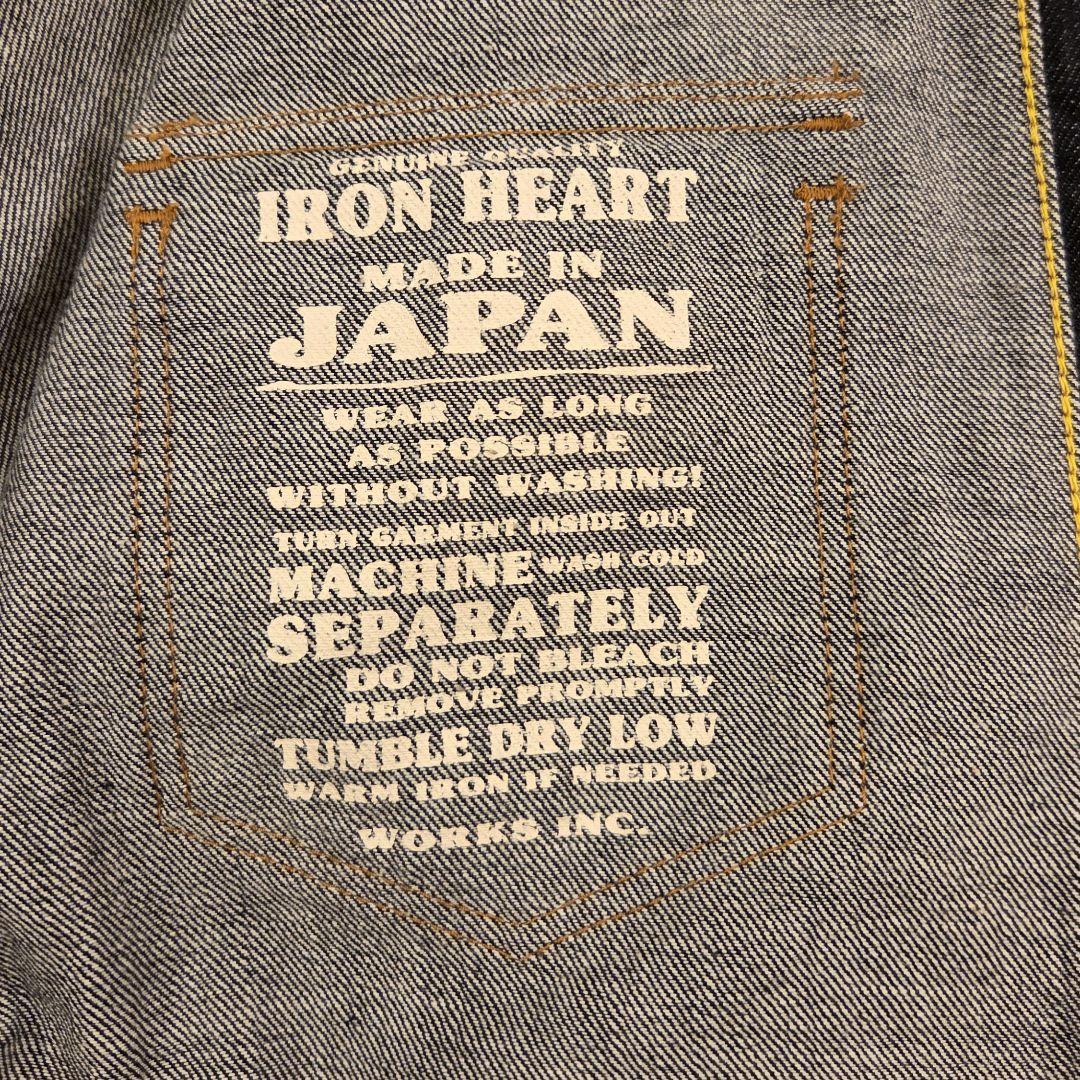 GENUINE QUALITY
IRON HEART
MADE IN
JAPAN
WEAR AS LONG
AS POSSIBLE
WITHOUT WASHING!
TURN GARMENT INSIDE OUT
MACHINE WASH COLD
SEPARATELY
DO NOT BLEACH
REMOVE PROMPTLY
TUMBLE DRY LOW
WARM IRON IF NEEDED
WORKS INC.